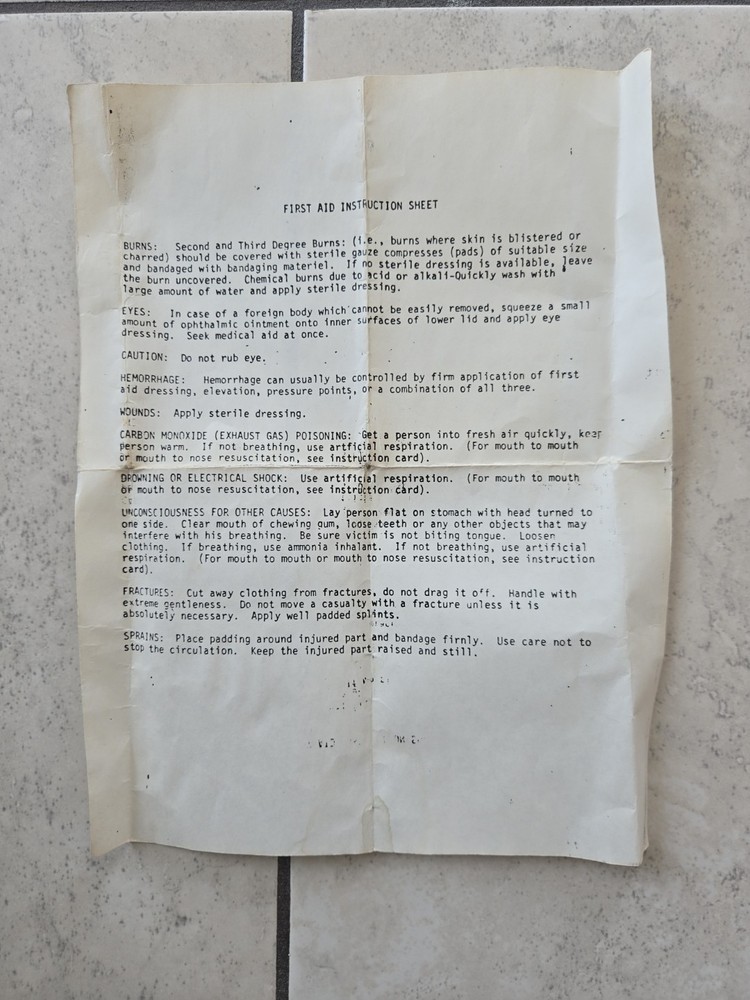 FIRST AID INSTRUCTION SHEET
BURNS: Second and Third Degree Burns: (i.e., burns where skin is blistered or
charred) should be covered with sterile gauze compresses (pads) of suitable size
and bandaged with bandaging materiel. If no sterile dressing is available, leave
the burn uncovered. Chemical burns due to acid or alkali-Quickly wash with
large amount of water and apply sterile dressing.
EYES: In case of a foreign body which cannot be easily removed, squeeze a small
amount of ophthalmic ointment onto inner surfaces of lower lid and apply eye
dressing. Seek medical aid at once.
CAUTION: Do not rub eye.
HEMORRHAGE: Hemorrhage can usually be controlled by firm application of first
aid dressing, elevation, pressure points, or a combination of all three.
WOUNDS: Apply sterile dressing.
CARBON MONOXIDE (EXHAUST GAS) POISONING: Get a person into fresh air quickly, keep
person warm. If not breathing, use artficial respiration. (For mouth to mouth
or mouth to nose resuscitation, see instruction card).
DROWNING OR ELECTRICAL SHOCK: Use artificial respiration. (For mouth to mouth
or mouth to nose resuscitation, see instruction card).
UNCONSCIOUSNESS FOR OTHER CAUSES: Lay person flat on stomach with head turned to
one side. Clear mouth of chewing gum, loose teeth or any other objects that may
interfere with his breathing. Be sure victim is not biting tongue. Loosen
clothing. If breathing, use ammonia inhalant. If not breathing, use artificial
respiration. (For mouth to mouth or mouth to nose resuscitation, see instruction
card).
FRACTURES: Cut away clothing from fractures, do not drag it off. Handle with
extreme gentleness. Do not move a casualty with a fracture unless it is
absolutely necessary. Apply well padded splints.
SPRAINS: Place padding around injured part and bandage firnly. Use care not to
stop the circulation. Keep the injured part raised and still.